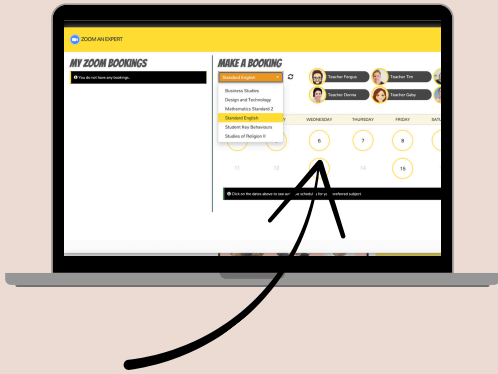 ZOOM AN EXPERT
MY ZOOM BOOKINGS
You do not have any bookings.
MAKE A BOOKING
Standard English
Business Studies
Design and Technology
Mathematics Standard 2
Standard English
Student Key Behaviours
Studies of Religion II
Teacher Fergus
Teacher Tim
Teacher Donna
Teacher Gaby
WEDNESDAY THURSDAY FRIDAY
6 7 8
11 12 14 15
Click on the dates above to see schedule for preferred subject.